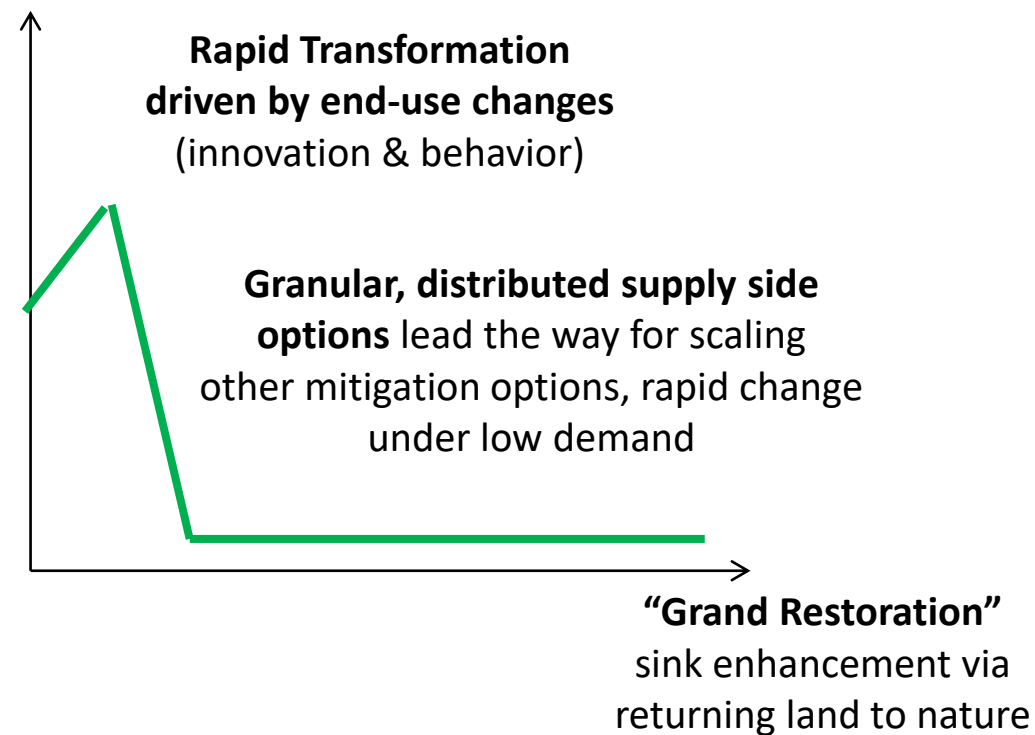 Rapid Transformation
driven by end-use changes
(innovation & behavior)
Granular, distributed supply side
options lead the way for scaling
other mitigation options, rapid change
under low demand
“Grand Restoration”
sink enhancement via
returning land to nature